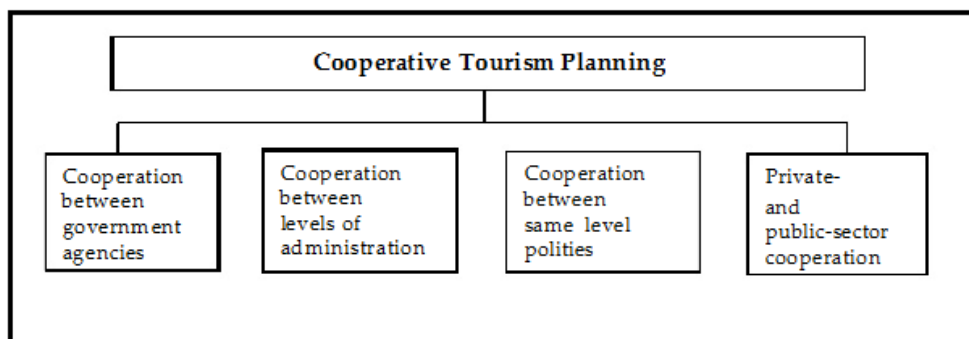 Cooperative Tourism Planning
Cooperation
between
government
agencies
Cooperation
between
levels of
administration
Cooperation
between
same level
polities
Private-
and
public-sector
cooperation